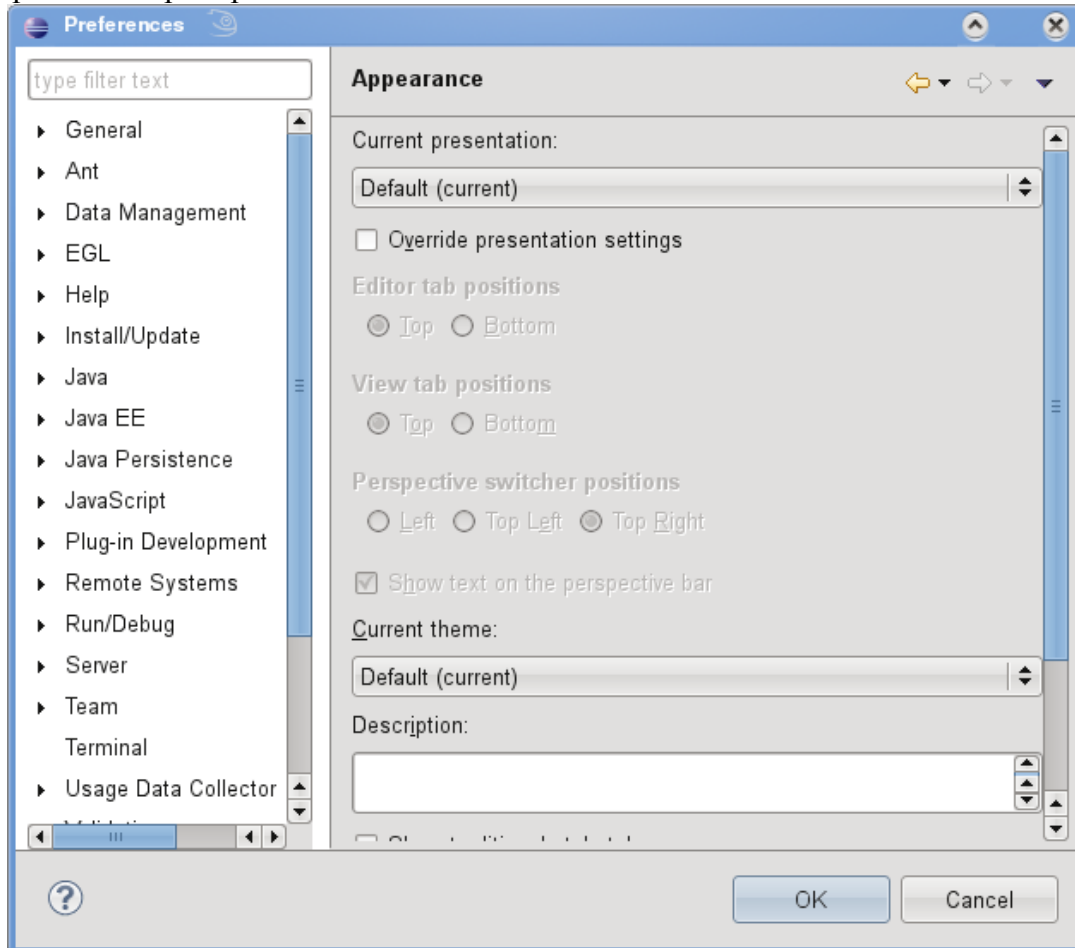 Preferences
type filter text
General
Ant
Data Management
EGL
Help
Install/Update
Java
Java EE
Java Persistence
JavaScript
Plug-in Development
Remote Systems
Run/Debug
Server
Team
Terminal
Usage Data Collector
Appearance
Current presentation:
Default (current)
Override presentation settings
Editor tab positions
Top Bottom
View tab positions
Top Bottom
Perspective switcher positions
Left Top Left Top Right
Show text on the perspective bar
Current theme:
Default (current)
Description:
OK Cancel